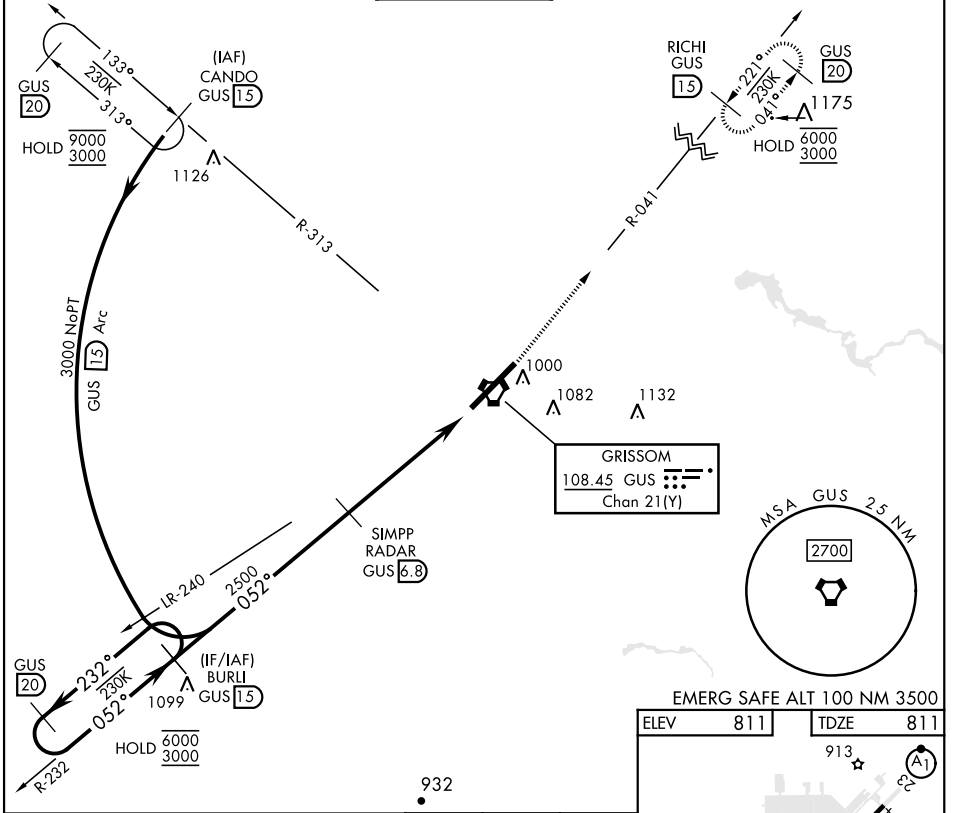 133°
230K
313°
GUS
20
HOLD 9000
3000
(IAF)
CANDO
GUS 15
1126
R-313
3000 NoPT
GUS 15 Arc
RICHI
GUS
15
221°
230K
041°
GUS
20
1175
HOLD 6000
3000
R-041
1000
1082
1132
GRISSOM
108.45 GUS
Chan 21(Y)
SIMPP
RADAR
GUS 6.8
LR-240
2500
052°
(IF/IAF)
BURLI
GUS 15
232°
230K
052°
GUS
20
1099
HOLD 6000
3000
R-232
932
MSA GUS 25 NM
2700
EMERG SAFE ALT 100 NM 3500
ELEV 811
TDZE 811
913
A1
23